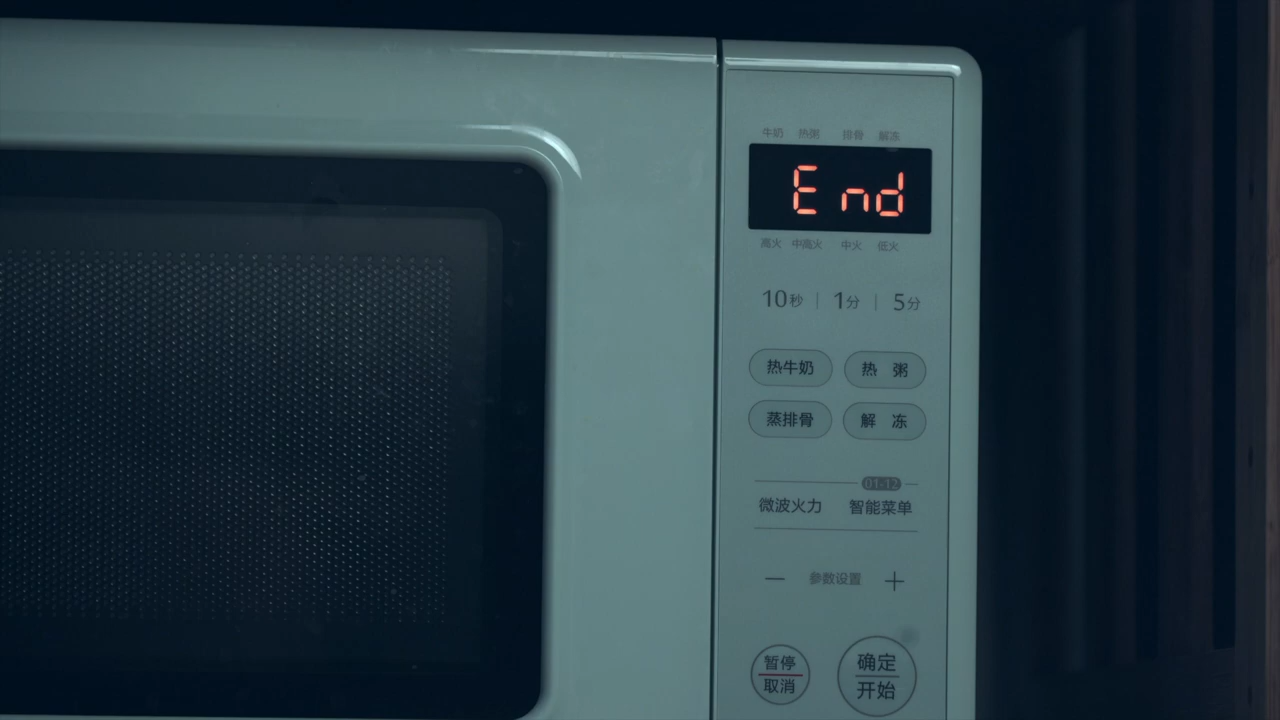 牛奶 热粥 排骨 解冻
End
高火 中高火 中火 低火
10秒 | 1分 | 5分
热牛奶 热 粥
蒸排骨 解 冻
01-12
微波火力 智能菜单
— 参数设置 +
暂停 确定
取消 开始